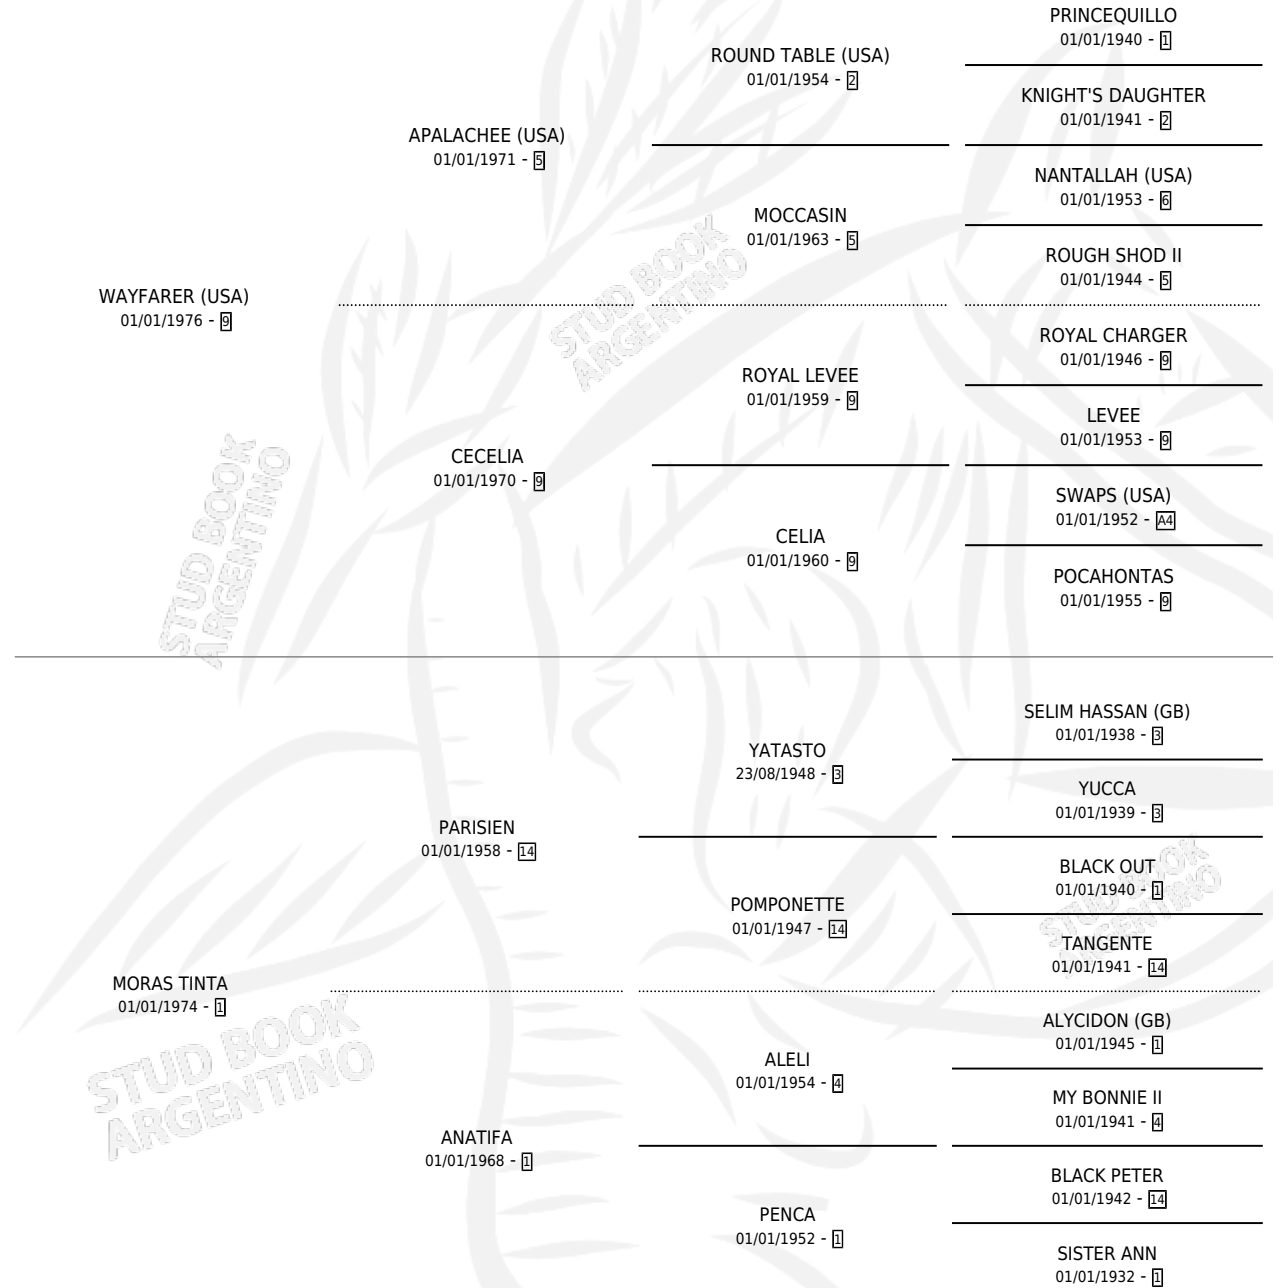 PRINCEQUILLO
01/01/1940 - 1
ROUND TABLE (USA)
01/01/1954 - 2
KNIGHT'S DAUGHTER
01/01/1941 - 2
APALACHEE (USA)
01/01/1971 - 5
NANTALLAH (USA)
01/01/1953 - 6
MOCCASIN
01/01/1963 - 5
ROUGH SHOD II
01/01/1944 - 5
WAYFARER (USA)
01/01/1976 - 9
ROYAL CHARGER
01/01/1946 - 9
ROYAL LEVEE
01/01/1959 - 9
LEVEE
01/01/1953 - 9
CECELIA
01/01/1970 - 9
SWAPS (USA)
01/01/1952 - A4
CELIA
01/01/1960 - 9
POCAHONTAS
01/01/1955 - 9
SELIM HASSAN (GB)
01/01/1938 - 3
YATASTO
23/08/1948 - 3
YUCCA
01/01/1939 - 3
PARISIEN
01/01/1958 - 14
BLACK OUT
01/01/1940 - 1
POMPONETTE
01/01/1947 - 14
TANGENTE
01/01/1941 - 14
MORAS TINTA
01/01/1974 - 1
ALYCIDON (GB)
01/01/1945 - 1
ALELI
01/01/1954 - 4
MY BONNIE II
01/01/1941 - 4
ANATIFA
01/01/1968 - 1
BLACK PETER
01/01/1942 - 14
PENCA
01/01/1952 - 1
SISTER ANN
01/01/1932 - 1
STUD BOOK
ARGENTINO
STUD BOOK
ARGENTINO
STUD BOOK
ARGENTINO
STUD BOOK
ARGENTINO